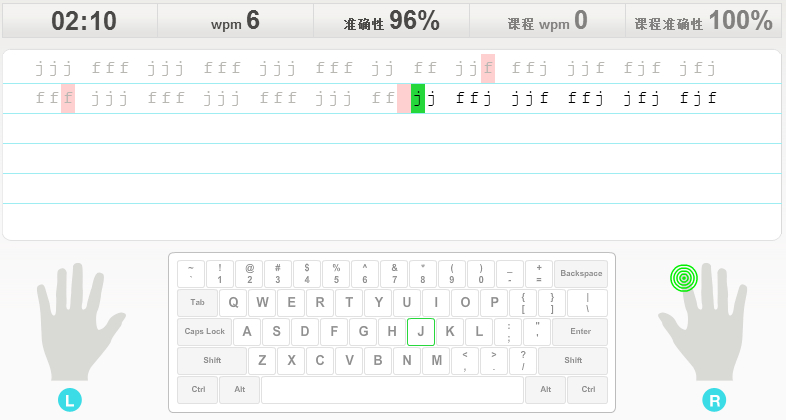 02:10 wpm 6 准确性 96% 课程 wpm 0 课程准确性 100%
jjj fff jjj fff jjj fff jj ff jjf ffj jjf fjf jfj
fff jjj fff jjj fff jjj ff jj ffj jjf ffj jfj fjf
~ ` ! 1 @ 2 # 3 $ 4 % 5 ^ 6 & 7 * 8 ( 9 ) 0 _ - + = Backspace
Tab Q W E R T Y U I O P { [ } ] | \
Caps Lock A S D F G H J K L : ; " ' Enter
Shift Z X C V B N M < , > . ? / Shift
Ctrl Alt Alt Ctrl
L R